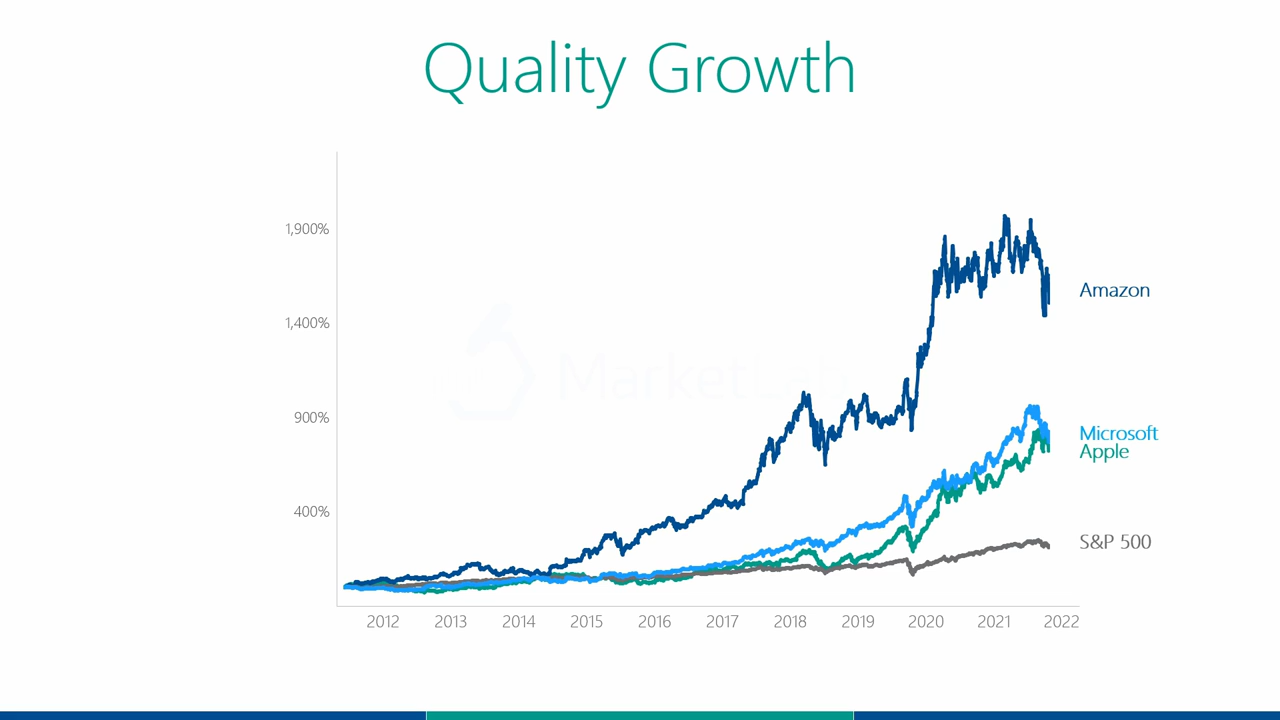 Quality Growth
1,900%
1,400%
900%
400%
Amazon
Microsoft
Apple
S&P 500
MarketLab
2012 2013 2014 2015 2016 2017 2018 2019 2020 2021 2022